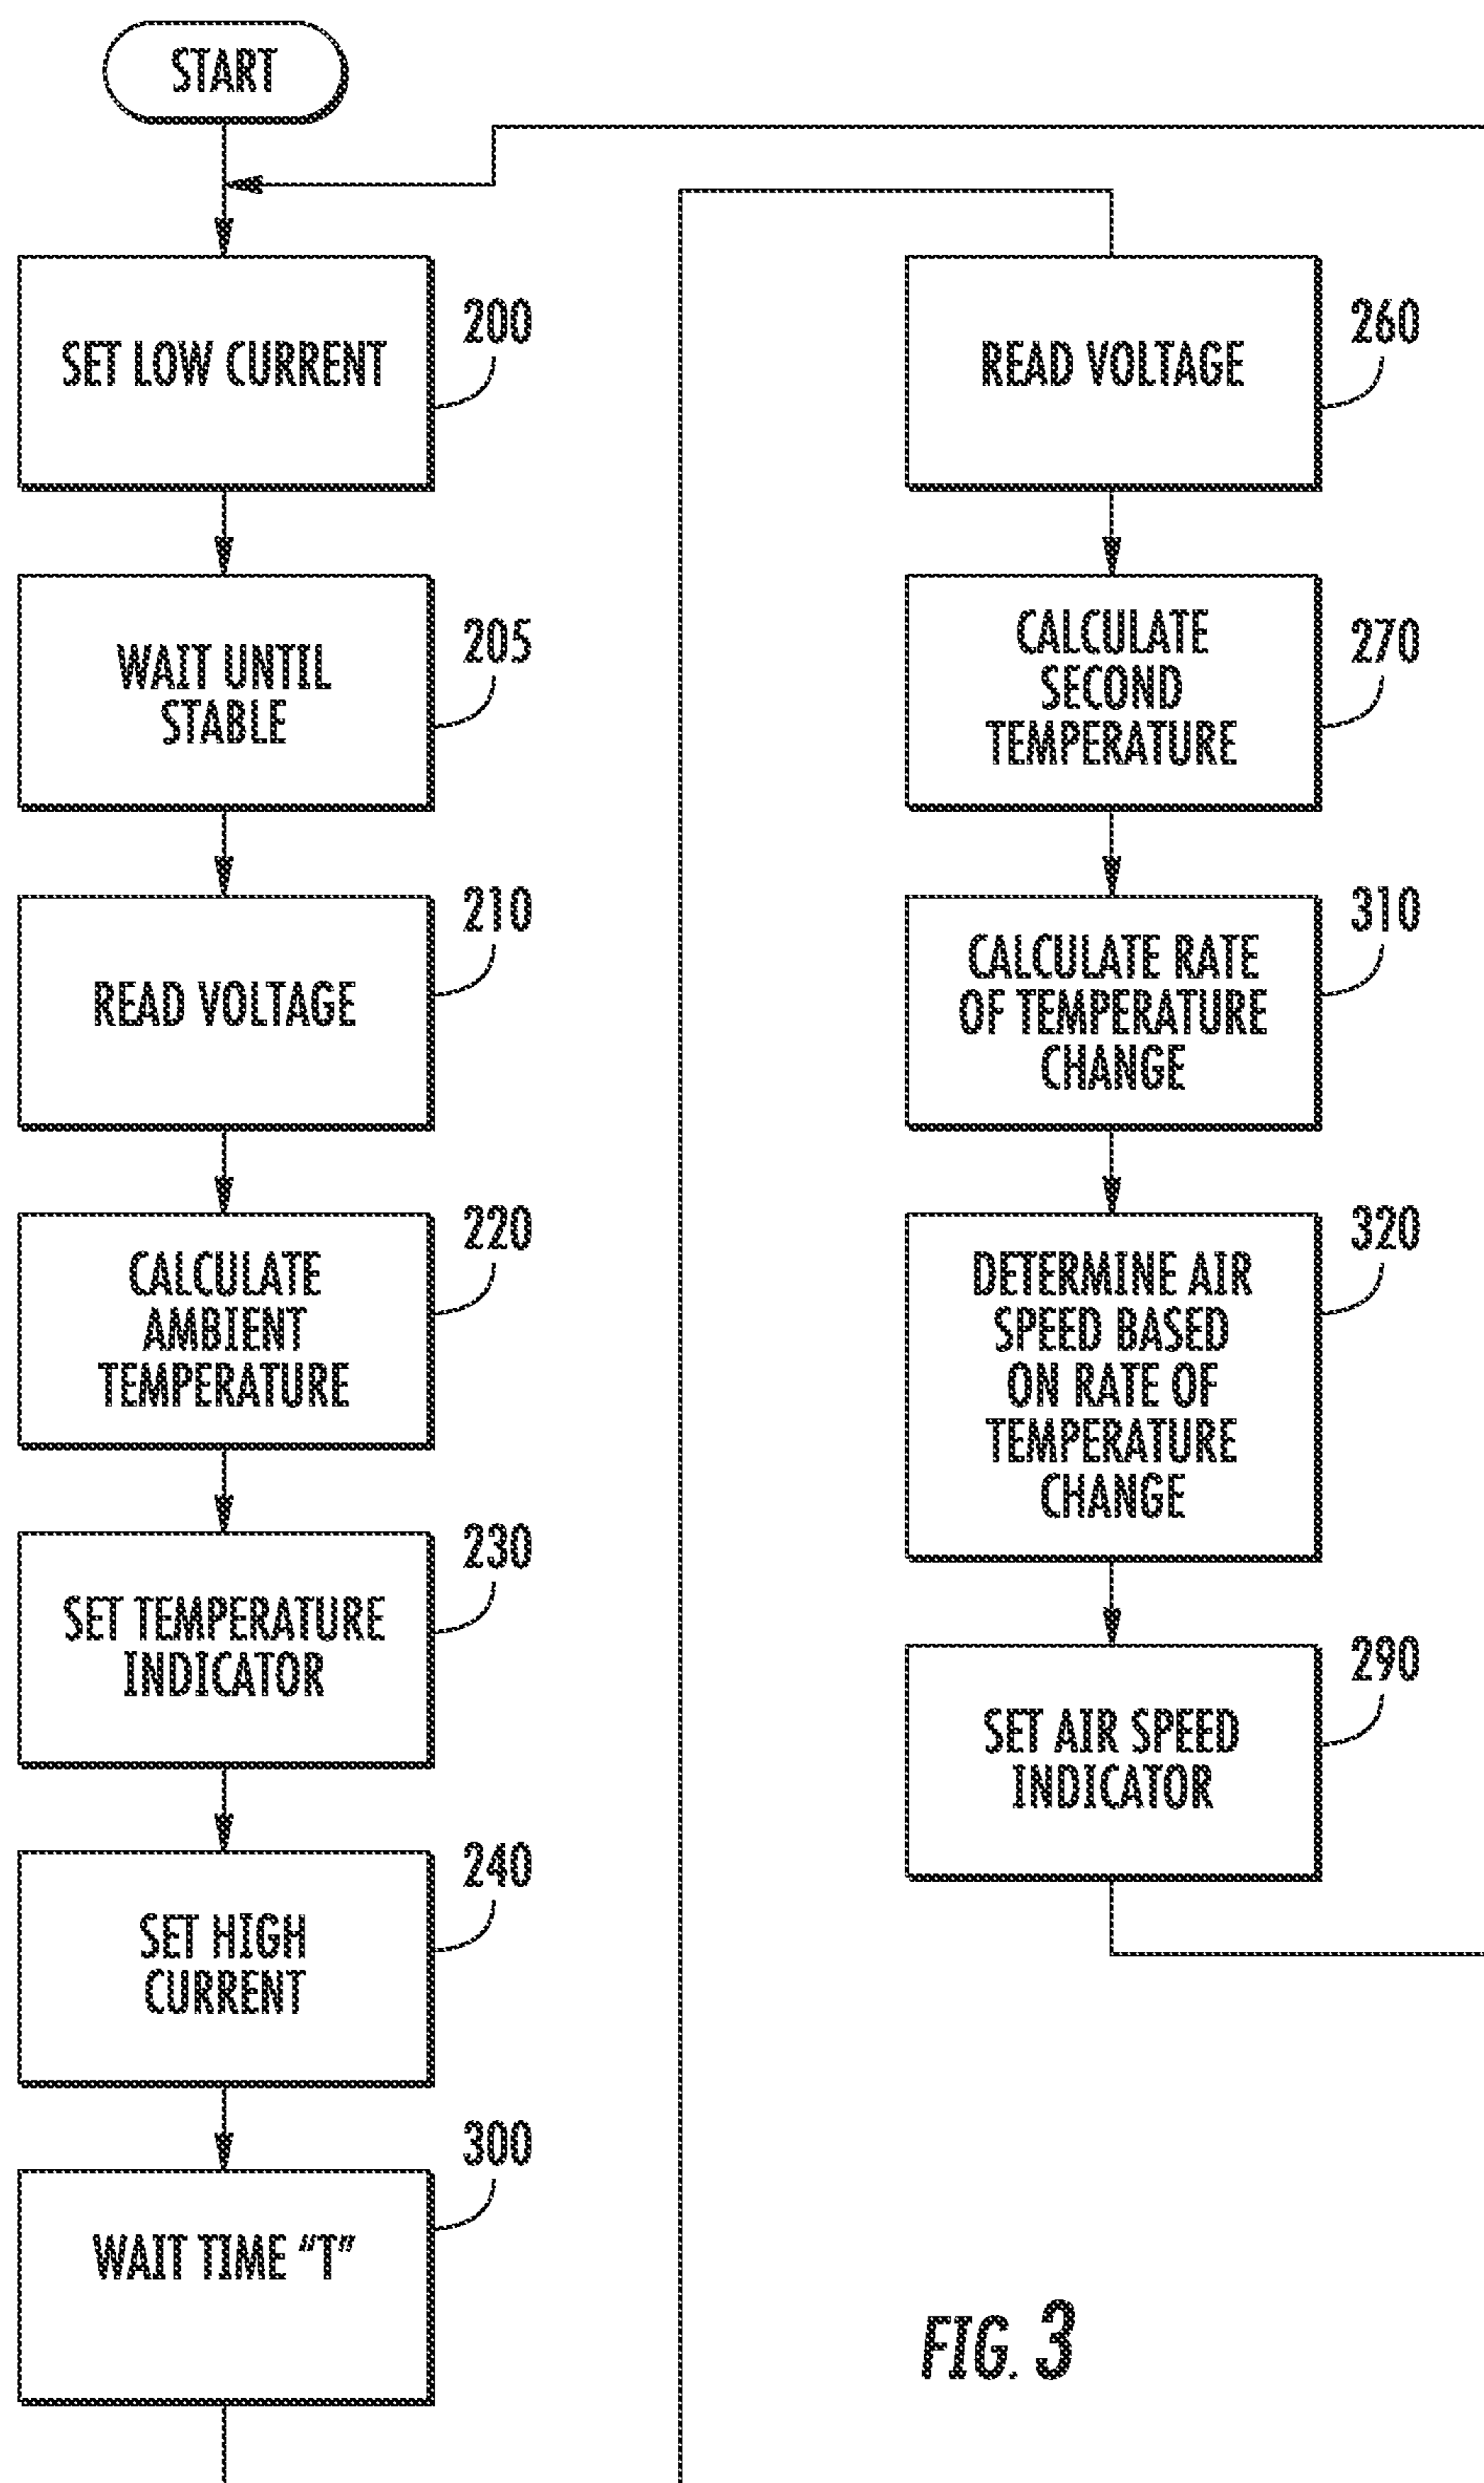 START
SET LOW CURRENT
200
WAIT UNTIL
STABLE
205
READ VOLTAGE
210
CALCULATE
AMBIENT
TEMPERATURE
220
SET TEMPERATURE
INDICATOR
230
SET HIGH
CURRENT
240
WAIT TIME “T”
300
READ VOLTAGE
260
CALCULATE
SECOND
TEMPERATURE
270
CALCULATE RATE
OF TEMPERATURE
CHANGE
310
DETERMINE AIR
SPEED BASED
ON RATE OF
TEMPERATURE
CHANGE
320
SET AIR SPEED
INDICATOR
290
FIG. 3